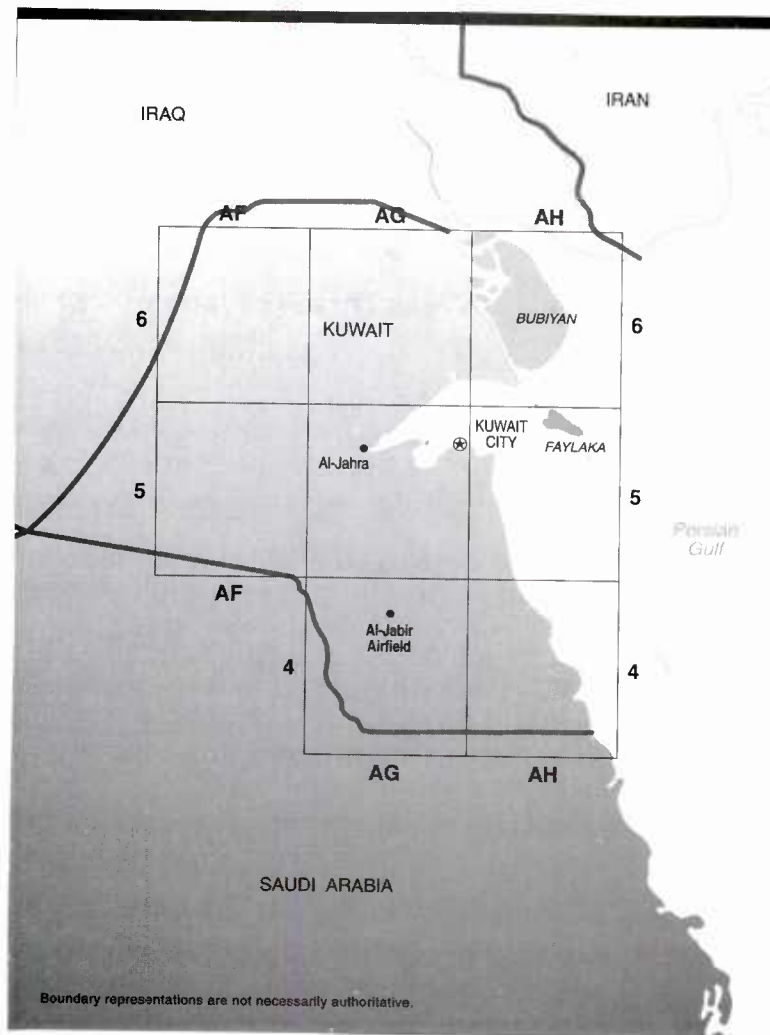 IRAN
IRAQ
AF
AG
AH
6
KUWAIT
BUBIYAN
6
KUWAIT
CITY
FAYLAKA
Al-Jahra
5
5
Persian
Gulf
AF
Al-Jabir
Airfield
4
4
AG
AH
SAUDI ARABIA
Boundary representations are not necessarily authoritative.